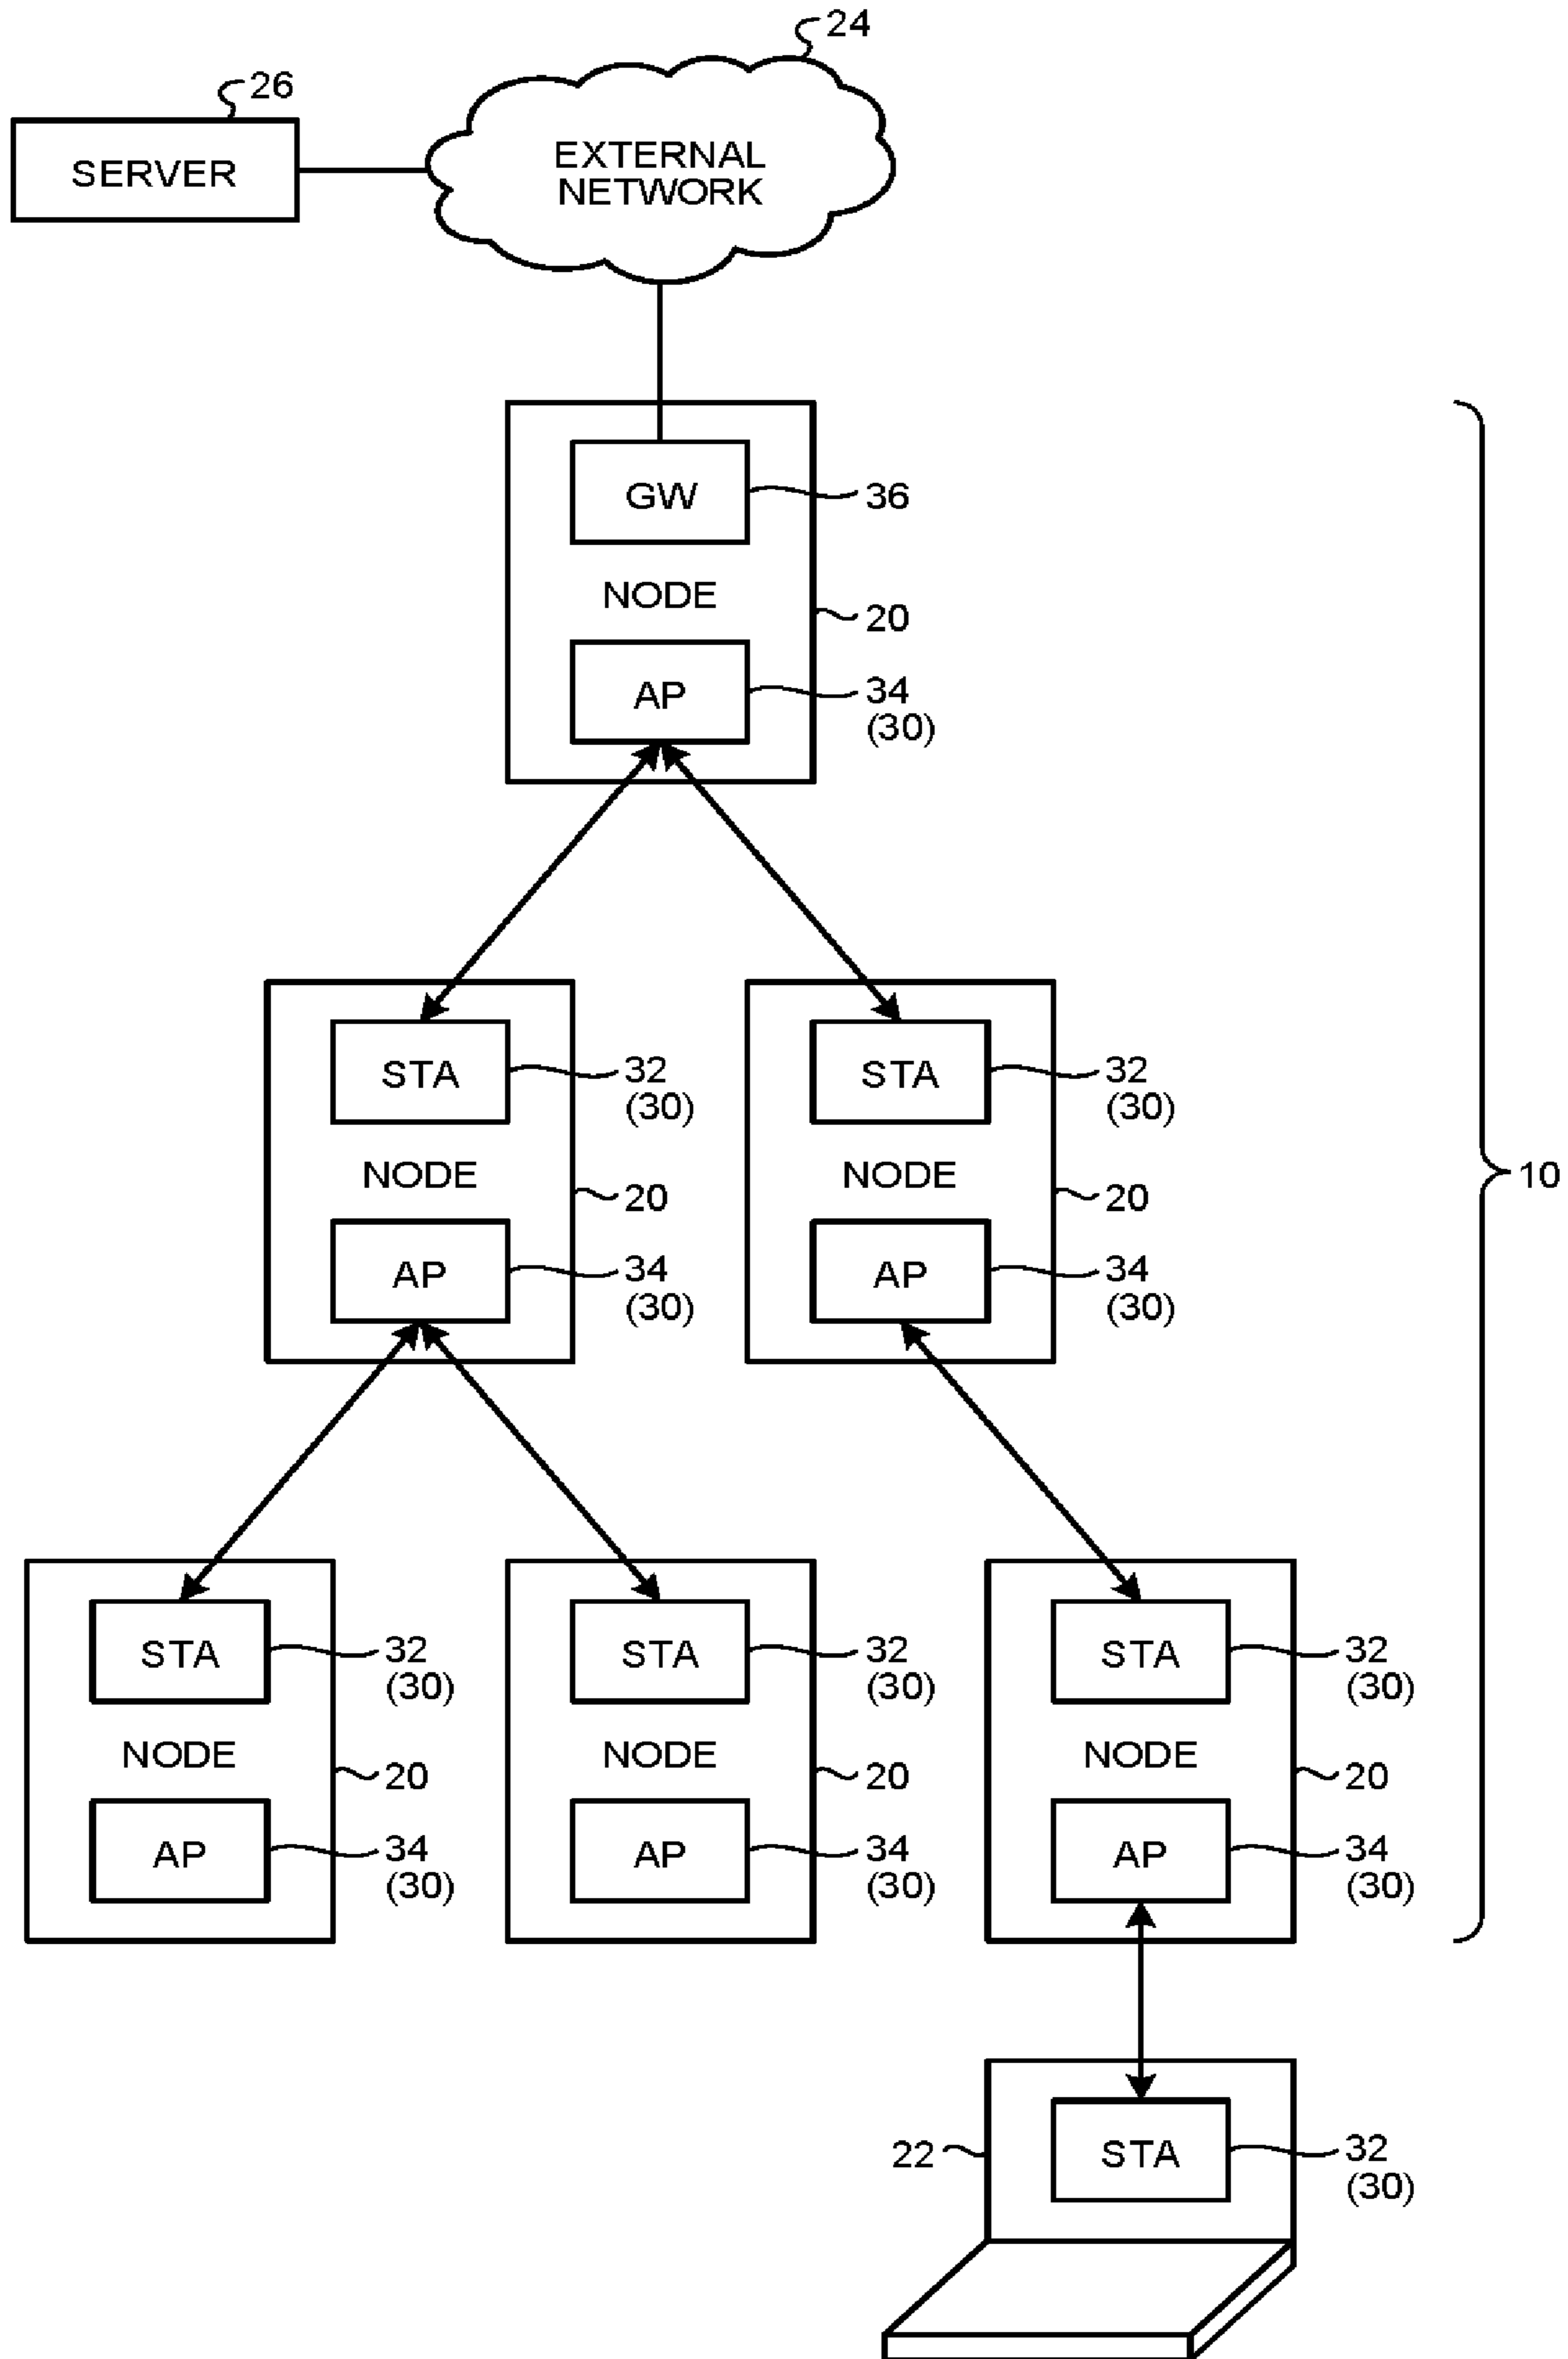 24
26
SERVER
EXTERNAL
NETWORK
GW
36
NODE
20
AP
34
(30)
STA
32
(30)
STA
32
(30)
NODE
20
NODE
20
10
AP
34
(30)
AP
34
(30)
STA
32
(30)
STA
32
(30)
STA
32
(30)
NODE
20
NODE
20
NODE
20
AP
34
(30)
AP
34
(30)
AP
34
(30)
22
STA
32
(30)